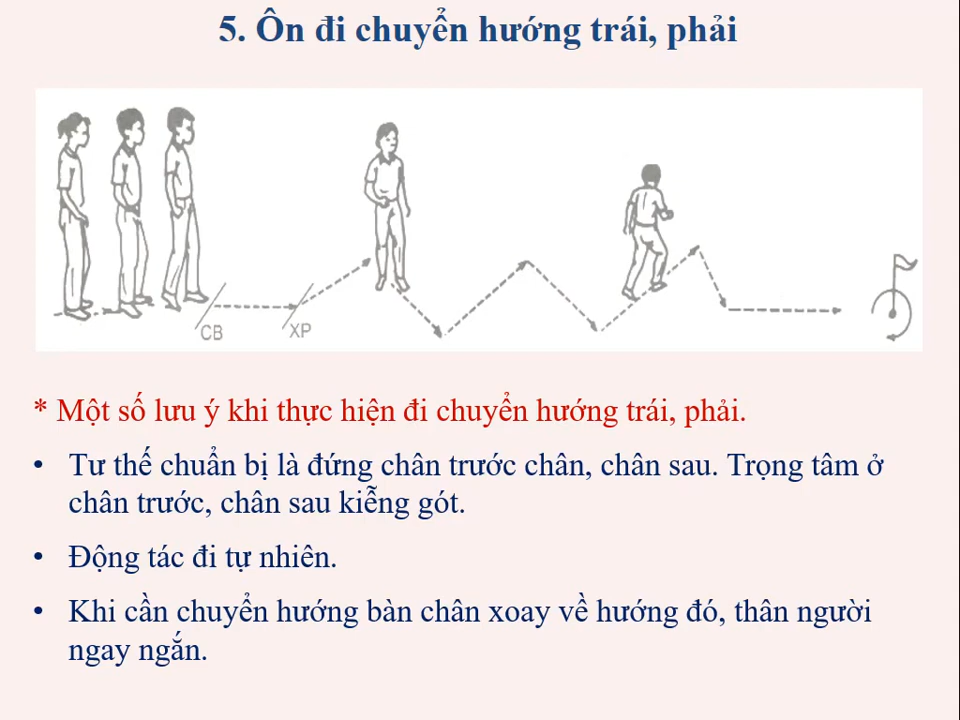 5. Ôn đi chuyển hướng trái, phải
CB
XP
* Một số lưu ý khi thực hiện đi chuyển hướng trái, phải.
• Tư thế chuẩn bị là đứng chân trước chân, chân sau. Trọng tâm ở
chân trước, chân sau kiễng gót.
• Động tác đi tự nhiên.
• Khi cần chuyển hướng bàn chân xoay về hướng đó, thân người
ngay ngắn.